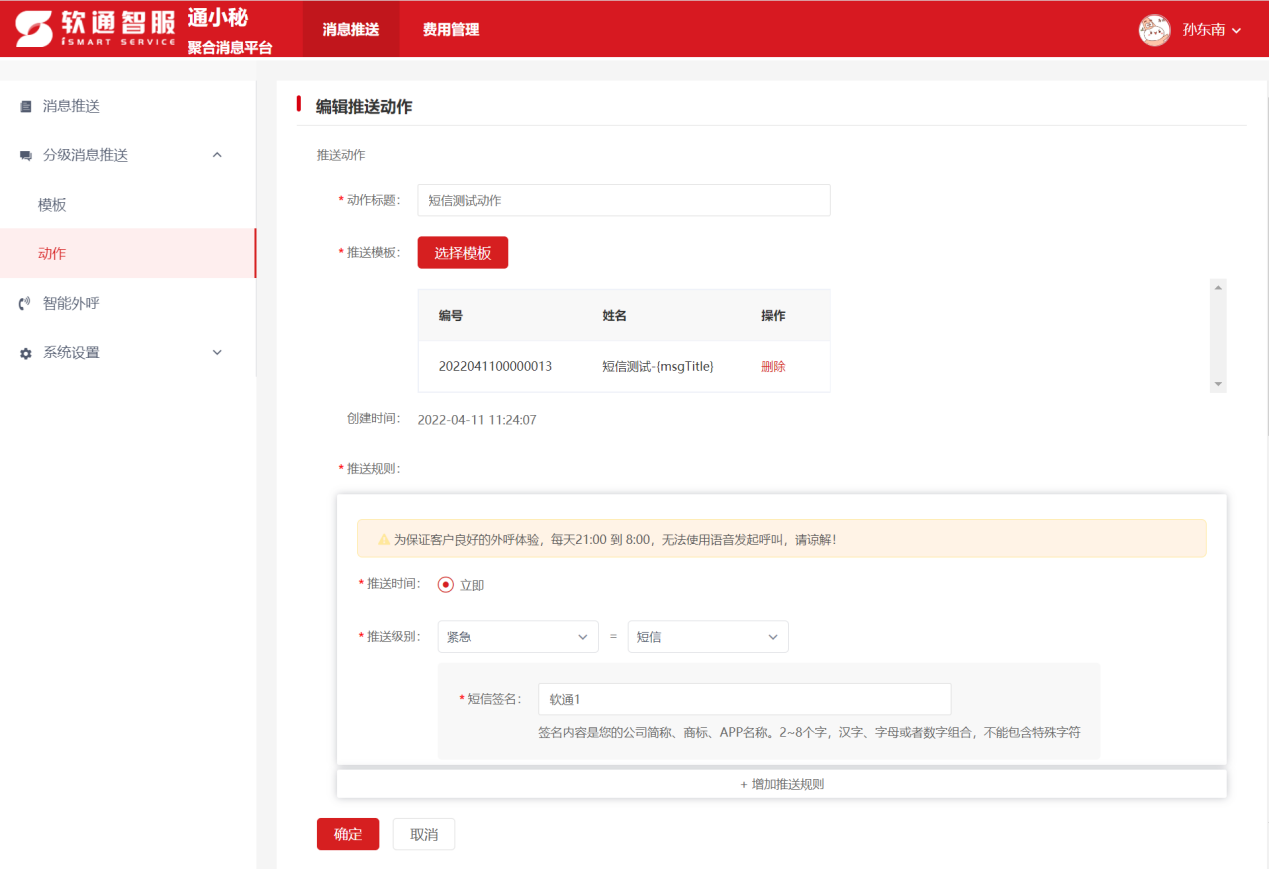 软通智服 通小秘
iSMART SERVICE 聚合消息平台
消息推送 费用管理 孙东南
消息推送
分级消息推送
模板
动作
智能外呼
系统设置
编辑推送动作
推送动作
* 动作标题： 短信测试动作
* 推送模板： 选择模板
编号 姓名 操作
2022041100000013 短信测试-{msgTitle} 删除
创建时间： 2022-04-11 11:24:07
* 推送规则：
为保证客户良好的外呼体验，每天21:00 到 8:00，无法使用语音发起呼叫，请谅解！
* 推送时间： 立即
* 推送级别： 紧急 = 短信
* 短信签名： 软通1
签名内容是您的公司简称、商标、APP名称。2~8个字，汉字、字母或者数字组合，不能包含特殊字符
+ 增加推送规则
确定 取消